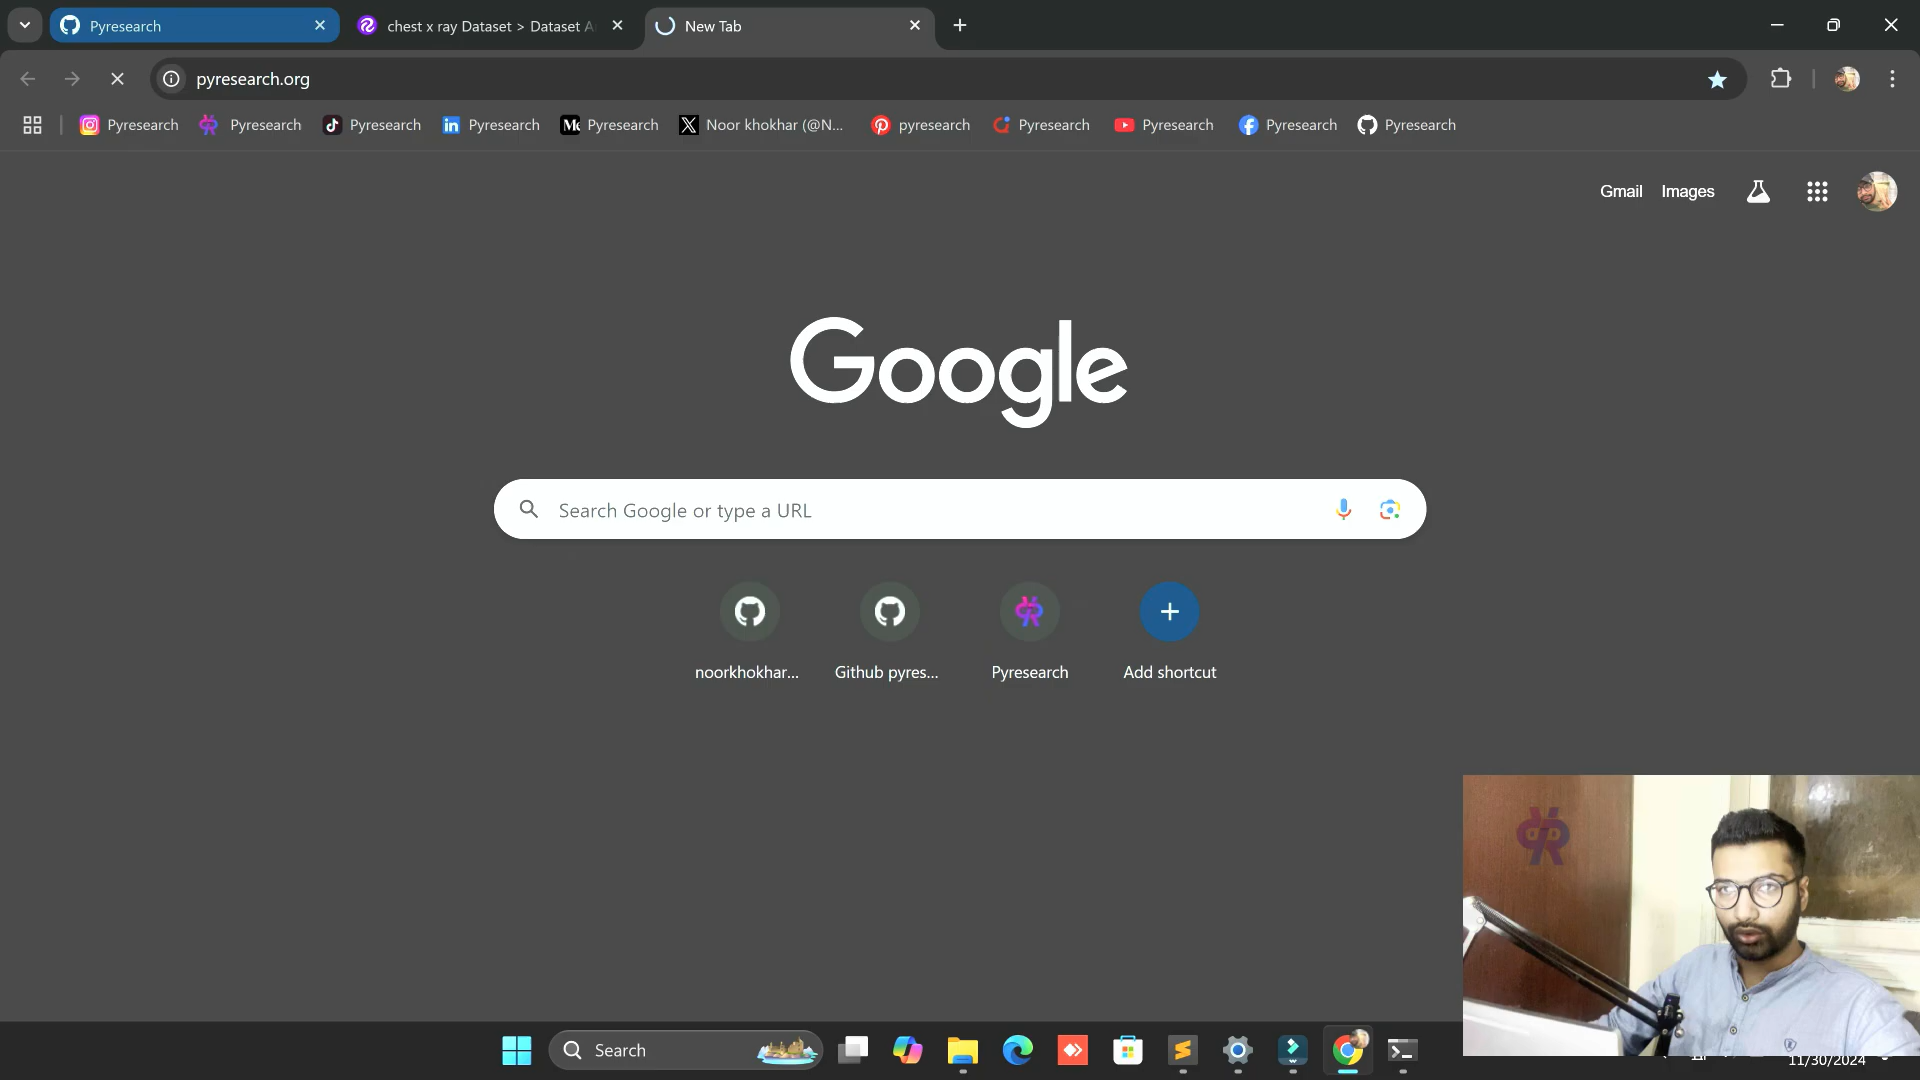 Pyresearch
chest x ray Dataset > Dataset A
New Tab
pyresearch.org
Pyresearch
Pyresearch
Pyresearch
Pyresearch
Pyresearch
Noor khokhar (@N...
pyresearch
Pyresearch
Pyresearch
Pyresearch
Pyresearch
Gmail Images
Google
Search Google or type a URL
noorkhokhar...
Github pyres...
Pyresearch
Add shortcut
Search
11/30/2024